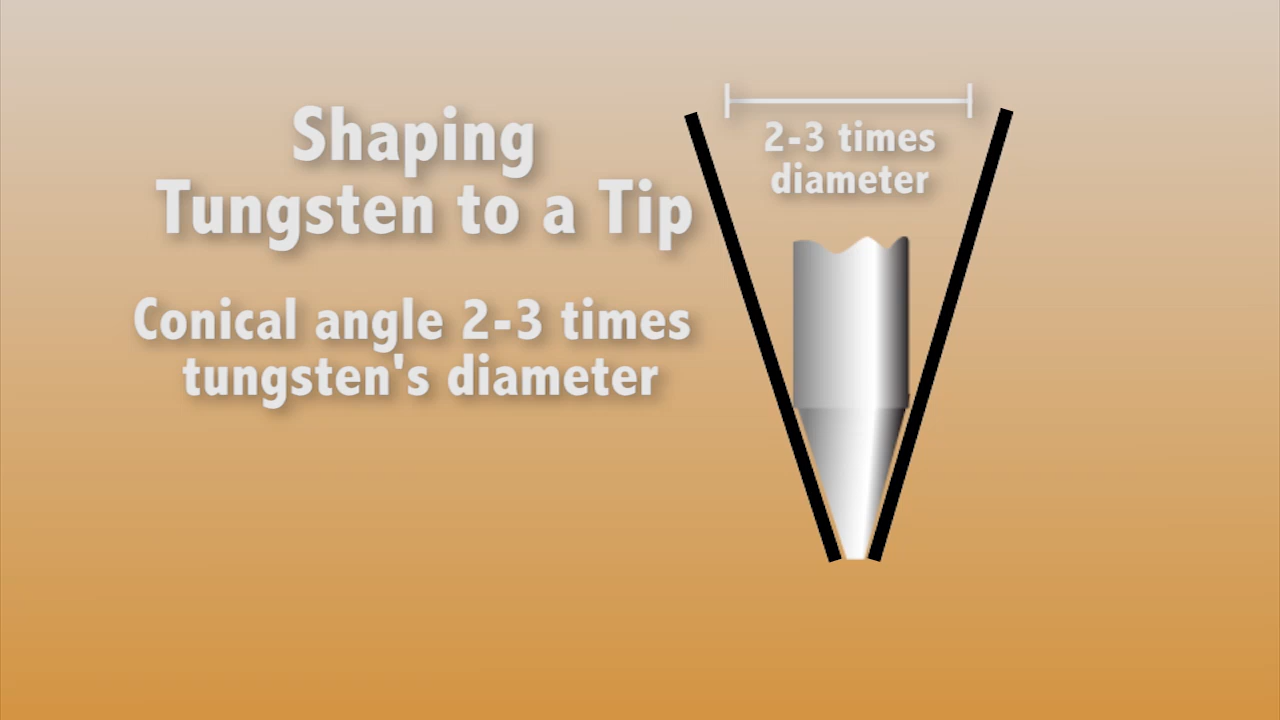 Shaping
Tungsten to a Tip
Conical angle 2-3 times
tungsten's diameter
2-3 times
diameter